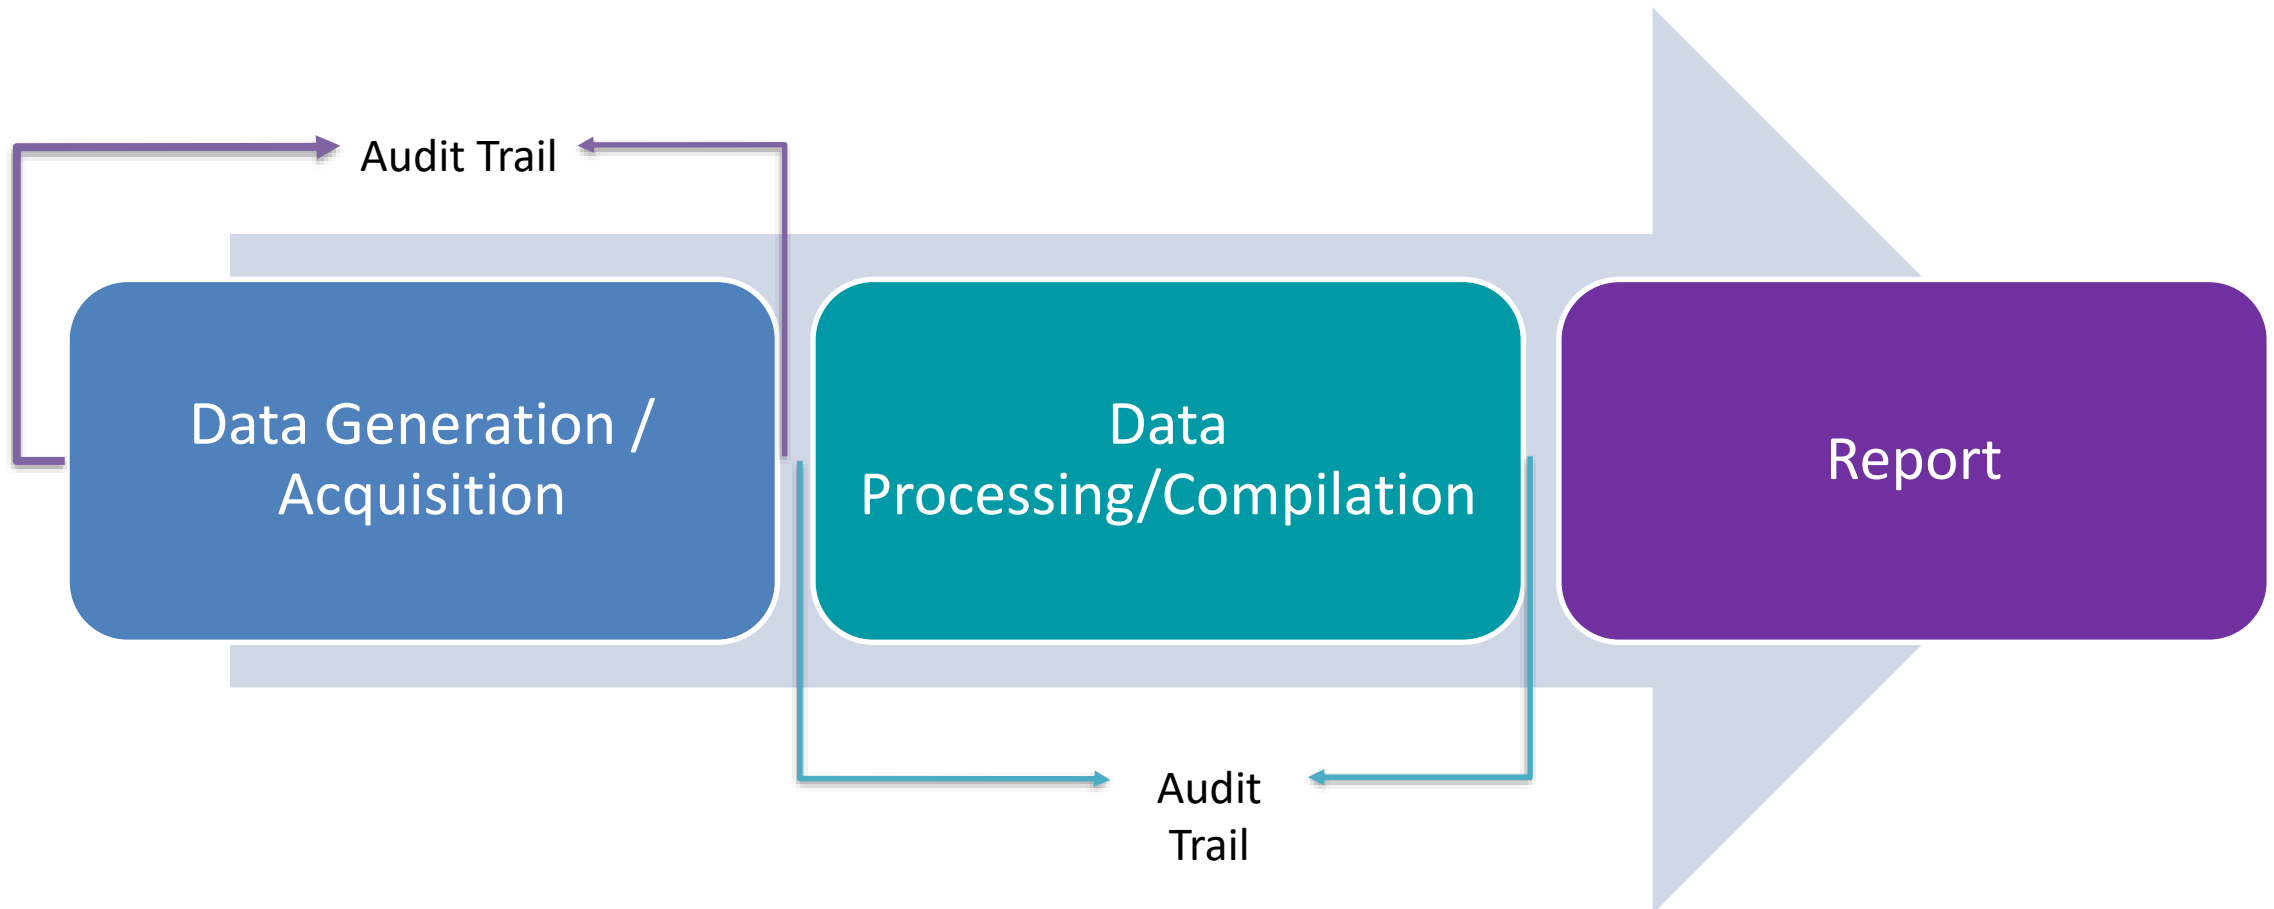 Audit Trail
Data Generation /
Acquisition
Data
Processing/Compilation
Report
Audit
Trail